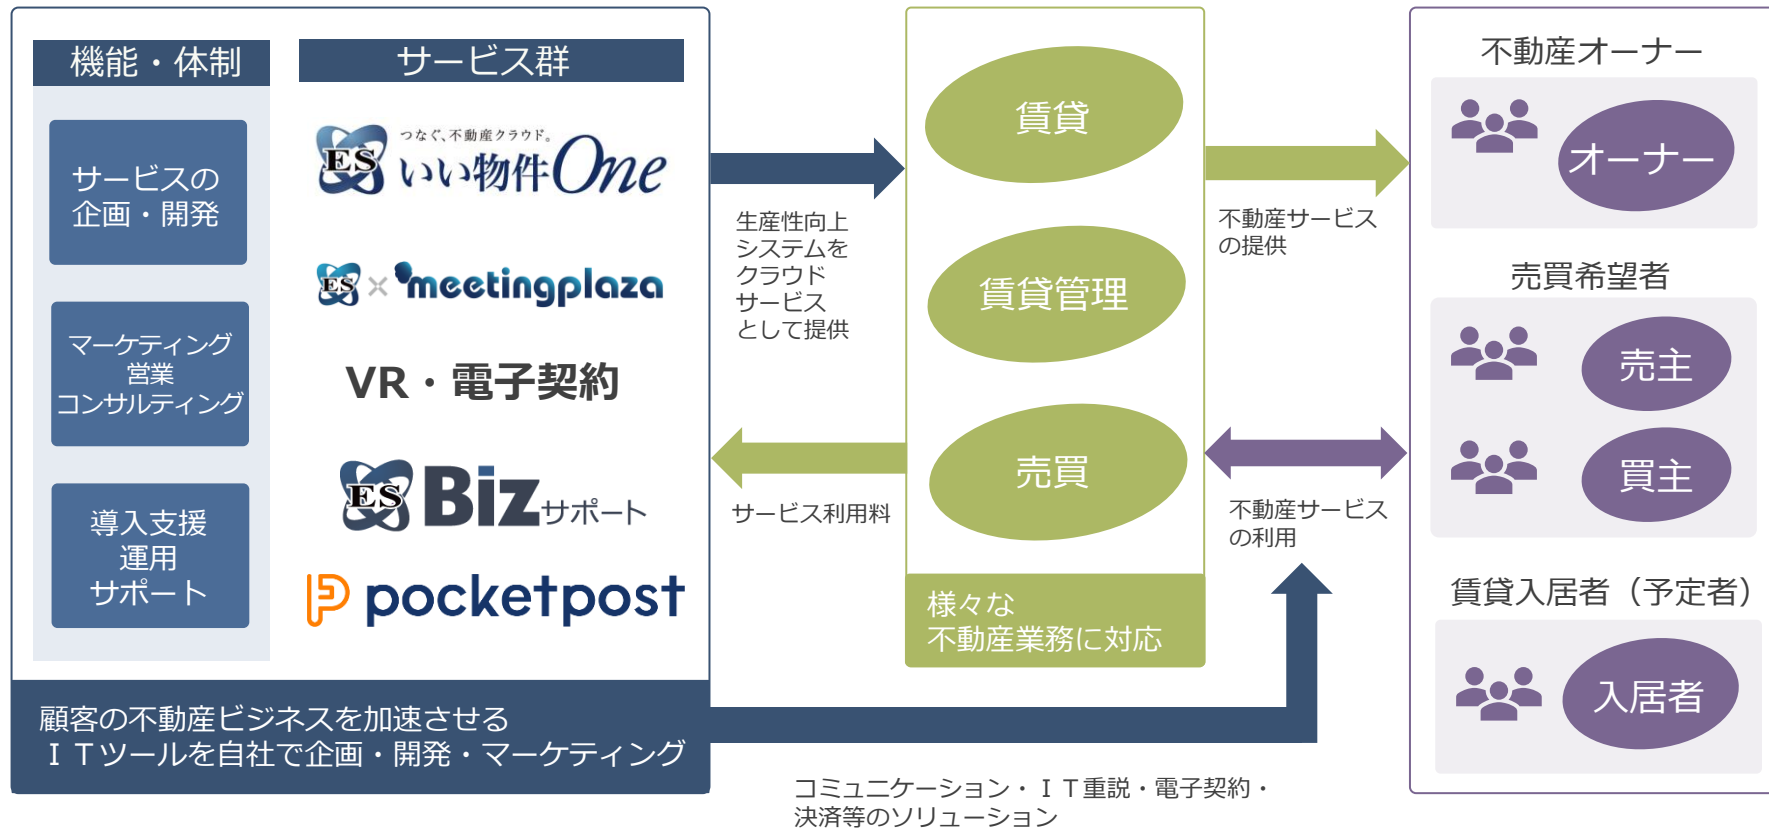 機能・体制
サービスの
企画・開発
マーケティング
営業
コンサルティング
導入支援
運用
サポート
サービス群
ES
つなぐ、不動産クラウド。
いい物件One
ES × meetingplaza
VR・電子契約
ES Bizサポート
pocketpost
顧客の不動産ビジネスを加速させる
ＩＴツールを自社で企画・開発・マーケティング
生産性向上
システムを
クラウド
サービス
として提供
サービス利用料
賃貸
賃貸管理
売買
様々な
不動産業務に対応
不動産サービス
の提供
不動産サービス
の利用
コミュニケーション・ＩＴ重説・電子契約・
決済等のソリューション
不動産オーナー
オーナー
売買希望者
売主
買主
賃貸入居者（予定者）
入居者